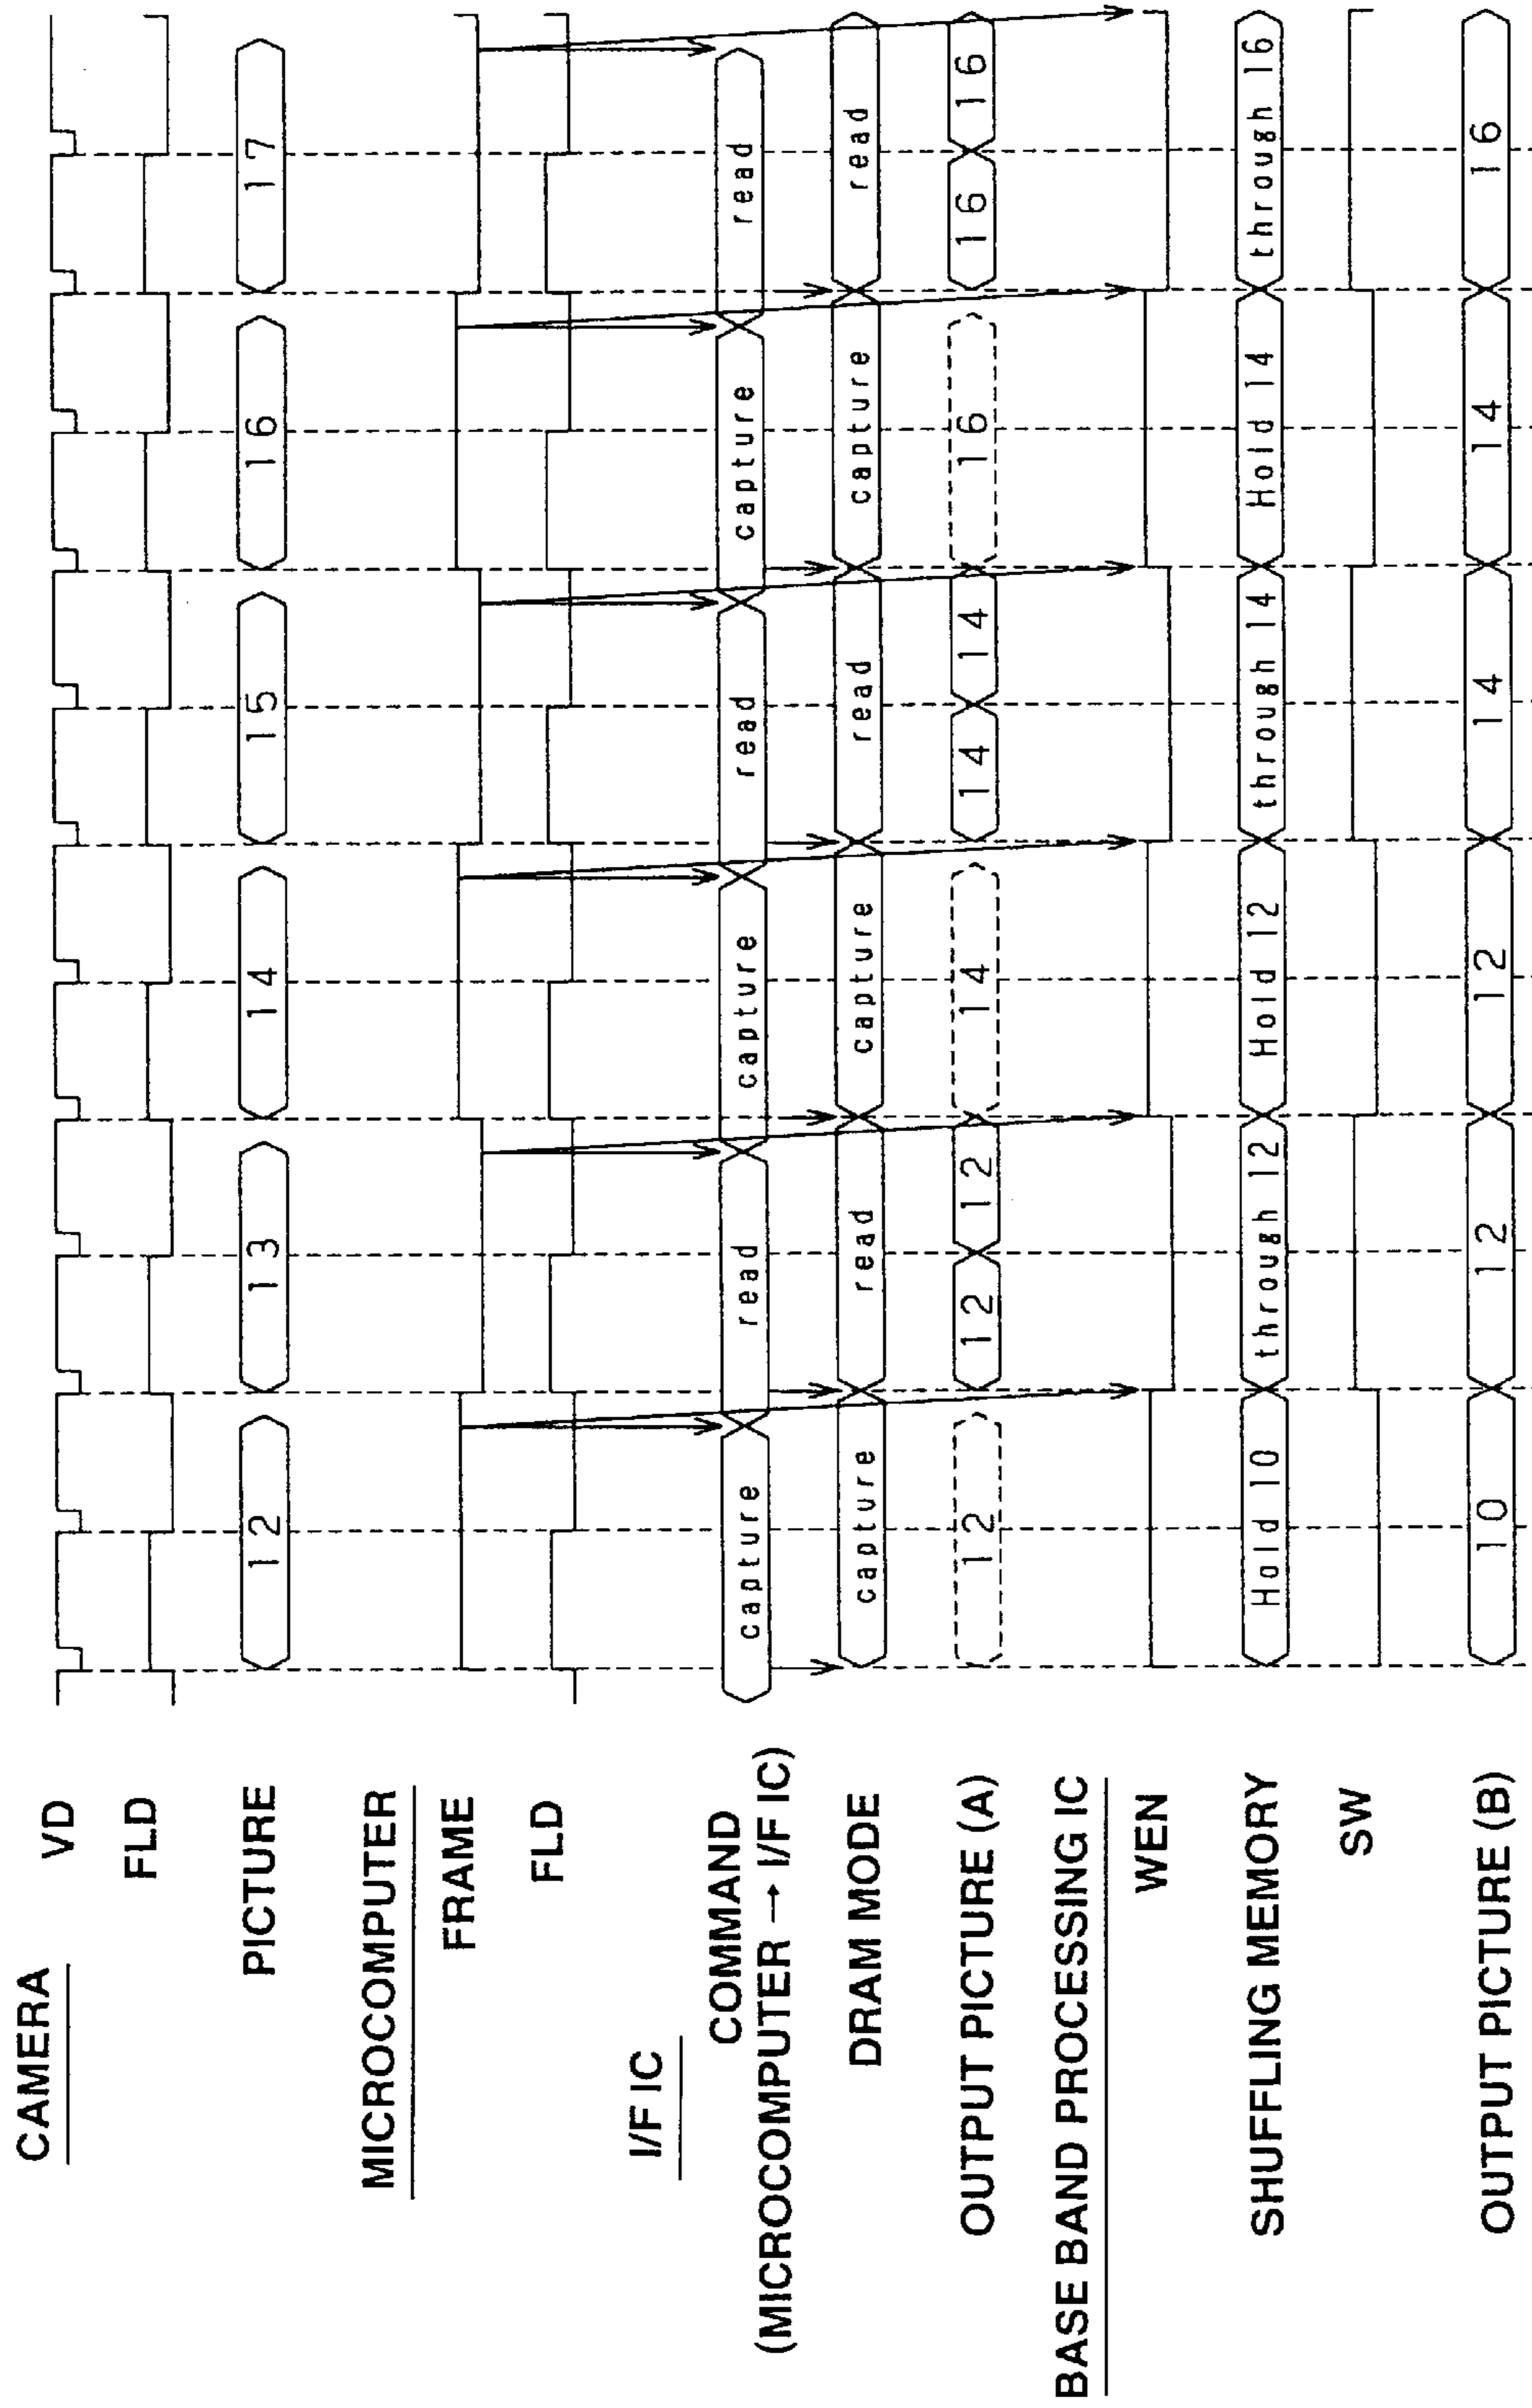 CAMERA
VD
FLD
PICTURE 12 13 14 15 16 17
MICROCOMPUTER
FRAME
FLD
I/F IC
COMMAND
(MICROCOMPUTER → I/F IC) capture read capture read capture read
DRAM MODE capture read capture read capture read
OUTPUT PICTURE (A) 12 12 12 14 14 14 16 16 16
BASE BAND PROCESSING IC
WEN
SHUFFLING MEMORY Hold 10 through 12 Hold 12 through 14 Hold 14 through 16
SW
OUTPUT PICTURE (B) 10 12 12 14 14 16